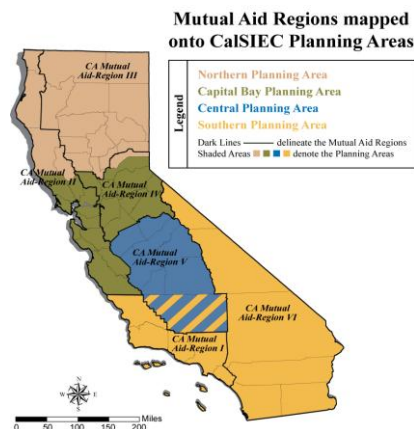 Mutual Aid Regions mapped
onto CalSIEC Planning Areas
Legend
Northern Planning Area
Capital Bay Planning Area
Central Planning Area
Southern Planning Area
Dark Lines delineate the Mutual Aid Regions
Shaded Areas denote the Planning Areas
CA Mutual
Aid-Region III
CA Mutual
Aid-Region II
CA Mutual
Aid-Region IV
CA Mutual
Aid-Region V
CA Mutual
Aid-Region VI
CA Mutual
Aid-Region I
N
W
E
S
Miles
0
50
100
150
200